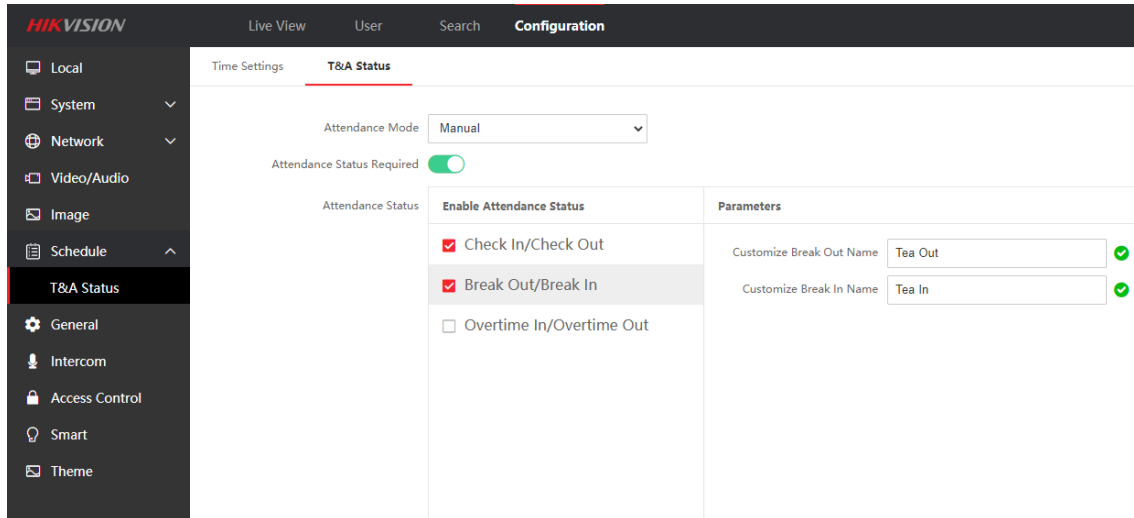 HIKVISION
Live View User Search Configuration
Local
System
Network
Video/Audio
Image
Schedule
T&A Status
General
Intercom
Access Control
Smart
Theme
Time Settings T&A Status
Attendance Mode Manual
Attendance Status Required
Attendance Status
Enable Attendance Status
Check In/Check Out
Break Out/Break In
Overtime In/Overtime Out
Parameters
Customize Break Out Name Tea Out
Customize Break In Name Tea In